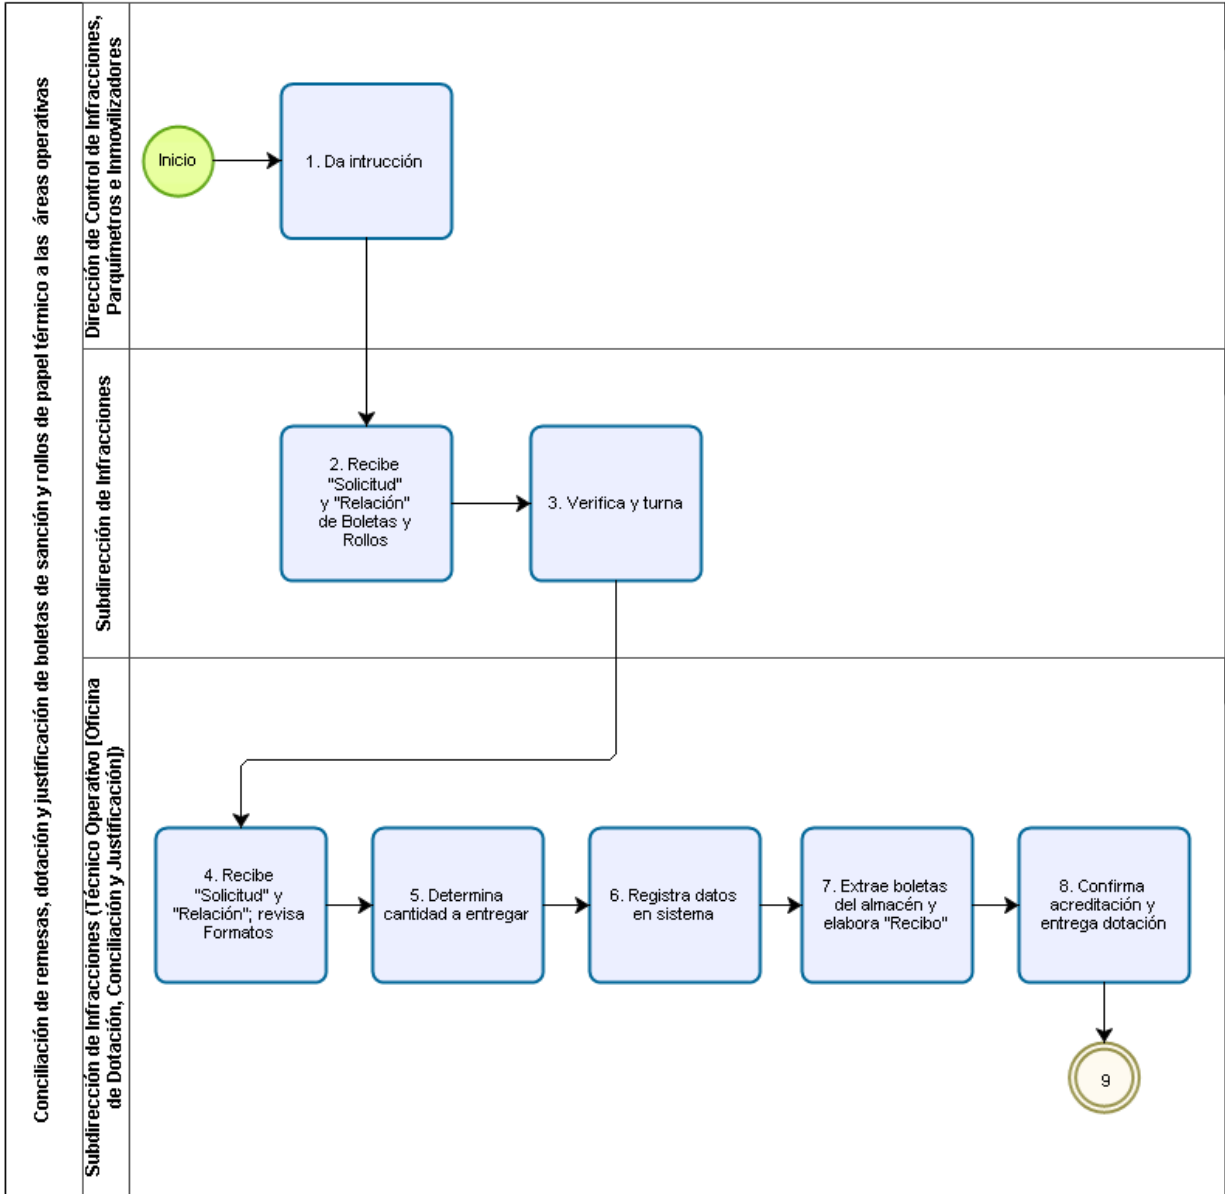 Conciliación de remesas, dotación y justificación de boletas de sanción y rollos de papel térmico a las áreas operativas
Dirección de Control de Infracciones,
Parquímetros e Inmovilizadores
Inicio
1. Da intrucción
Subdirección de Infracciones
2. Recibe
"Solicitud"
y "Relación"
de Boletas y
Rollos
3. Verifica y turna
Subdirección de Infracciones (Técnico Operativo [Oficina
de Dotación, Conciliación y Justificación])
4. Recibe
"Solicitud" y
"Relación"; revisa
Formatos
5. Determina
cantidad a entregar
6. Registra datos
en sistema
7. Extrae boletas
del almacén y
elabora "Recibo"
8. Confirma
acreditación y
entrega dotación
9